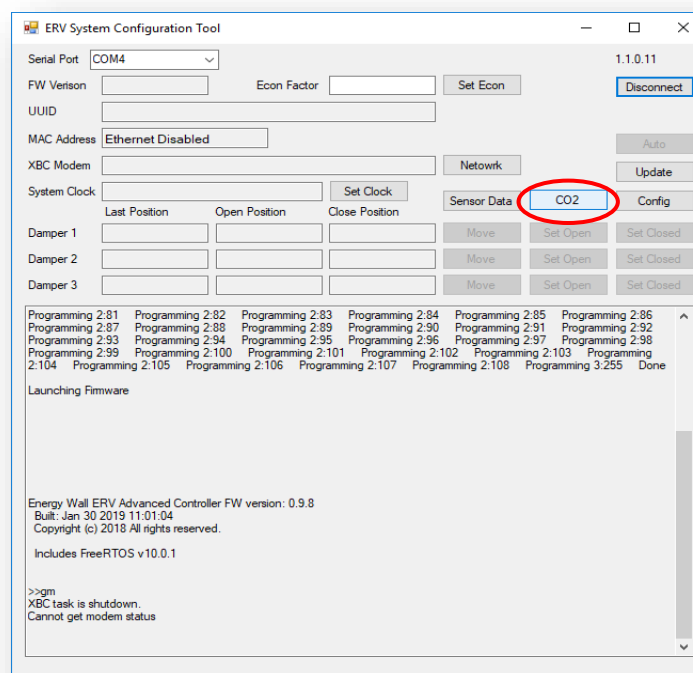 ERV System Configuration Tool
Serial Port COM4 1.1.0.11
FW Verison Econ Factor Set Econ Disconnect
UUID
MAC Address Ethernet Disabled Auto
XBC Modem Netowrk Update
System Clock Set Clock Sensor Data CO2 Config
Last Position Open Position Close Position
Damper 1 Move Set Open Set Closed
Damper 2 Move Set Open Set Closed
Damper 3 Move Set Open Set Closed
Programming 2:81 Programming 2:82 Programming 2:83 Programming 2:84 Programming 2:85 Programming 2:86
Programming 2:87 Programming 2:88 Programming 2:89 Programming 2:90 Programming 2:91 Programming 2:92
Programming 2:93 Programming 2:94 Programming 2:95 Programming 2:96 Programming 2:97 Programming 2:98
Programming 2:99 Programming 2:100 Programming 2:101 Programming 2:102 Programming 2:103 Programming
2:104 Programming 2:105 Programming 2:106 Programming 2:107 Programming 2:108 Programming 3:255 Done
Launching Firmware
Energy Wall ERV Advanced Controller FW version: 0.9.8
Built: Jan 30 2019 11:01:04
Copyright (c) 2018 All rights reserved.
Includes FreeRTOS v10.0.1
>>gm
XBC task is shutdown.
Cannot get modem status